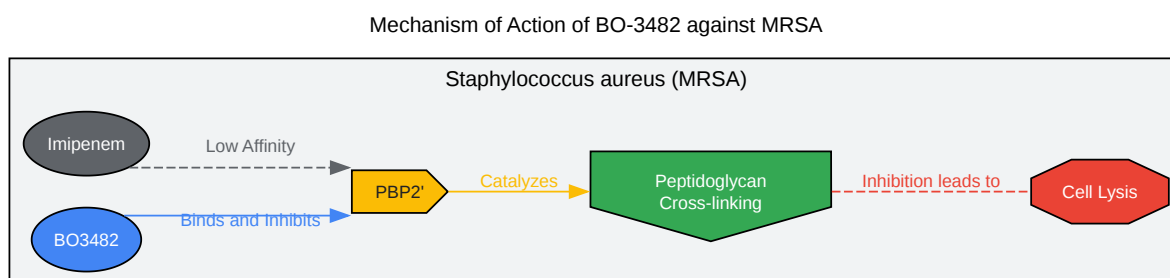 Mechanism of Action of BO-3482 against MRSA
Staphylococcus aureus (MRSA)
Imipenem
Low Affinity
PBP2'
Catalyzes
Peptidoglycan
Cross-linking
Inhibition leads to
Cell Lysis
Binds and Inhibits
BO3482